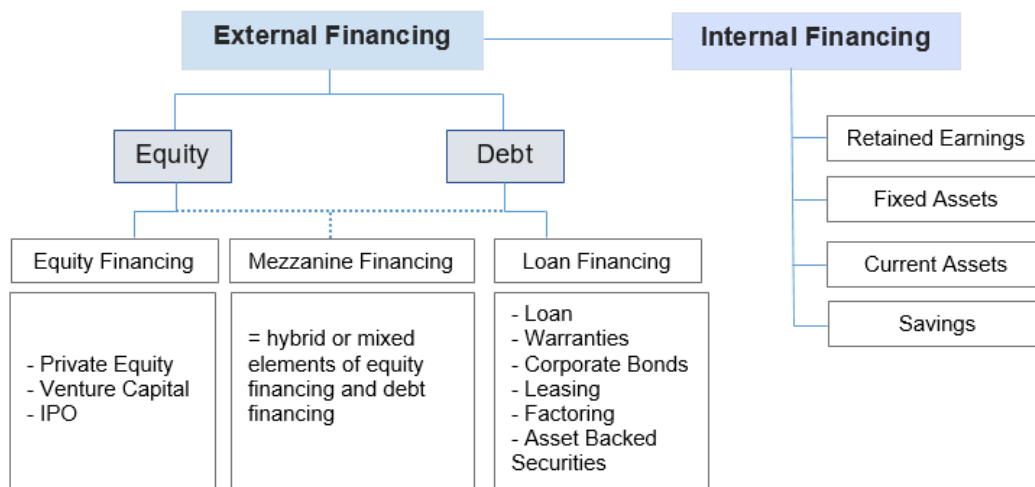 External Financing
Internal Financing
Equity
Debt
Retained Earnings
Fixed Assets
Current Assets
Savings
Equity Financing
Mezzanine Financing
Loan Financing
- Private Equity
- Venture Capital
- IPO
= hybrid or mixed
elements of equity
financing and debt
financing
- Loan
- Warranties
- Corporate Bonds
- Leasing
- Factoring
- Asset Backed
Securities